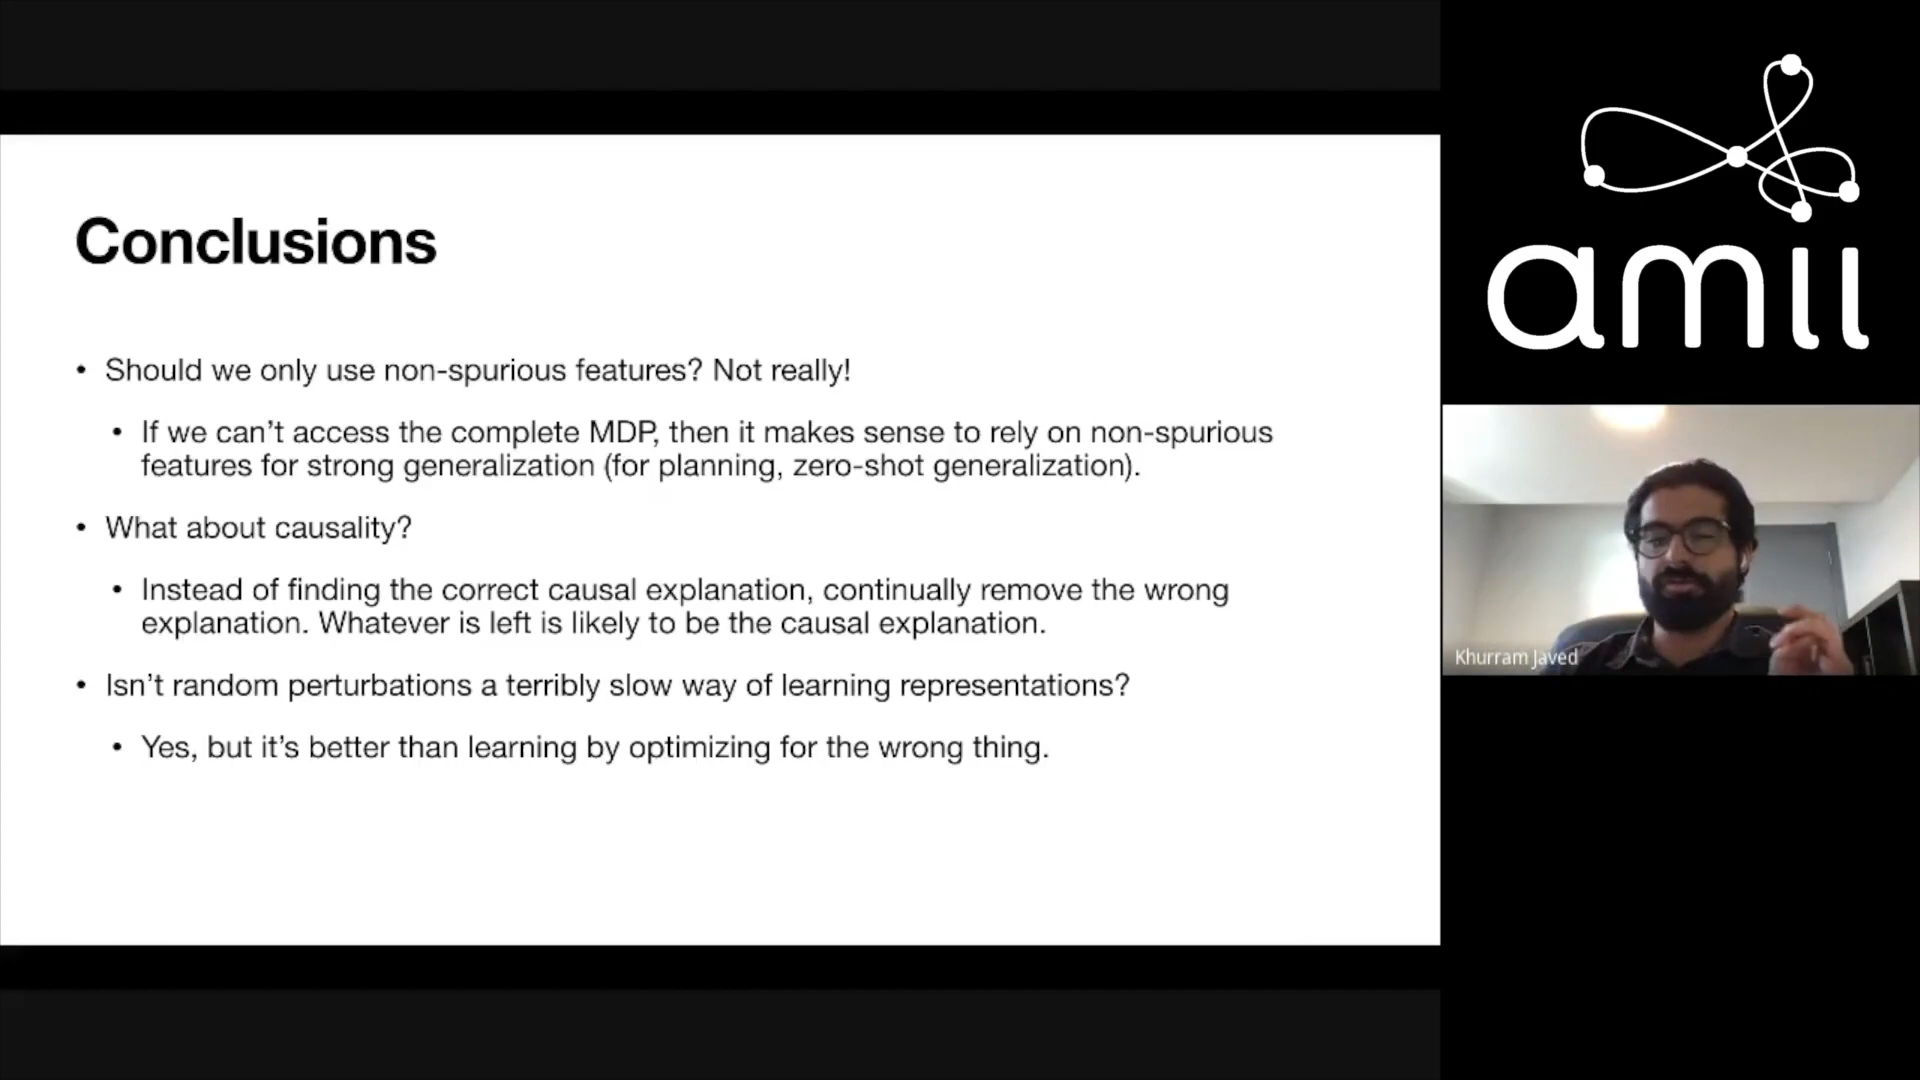 Conclusions
• Should we only use non-spurious features? Not really!
• If we can’t access the complete MDP, then it makes sense to rely on non-spurious
features for strong generalization (for planning, zero-shot generalization).
• What about causality?
• Instead of finding the correct causal explanation, continually remove the wrong
explanation. Whatever is left is likely to be the causal explanation.
• Isn’t random perturbations a terribly slow way of learning representations?
• Yes, but it’s better than learning by optimizing for the wrong thing.
amii
Khurram Javed